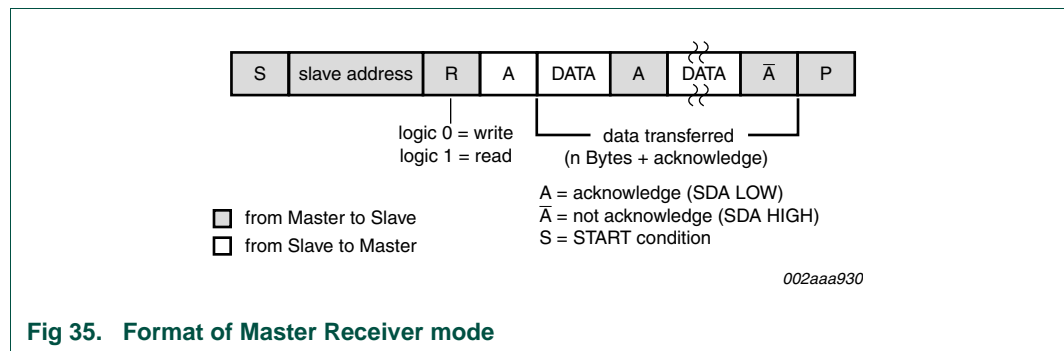 S slave address R A DATA A DATA A̅ P
logic 0 = write
logic 1 = read
data transferred
(n Bytes + acknowledge)
A = acknowledge (SDA LOW)
A̅ = not acknowledge (SDA HIGH)
S = START condition
from Master to Slave
from Slave to Master
002aaa930
Fig 35. Format of Master Receiver mode